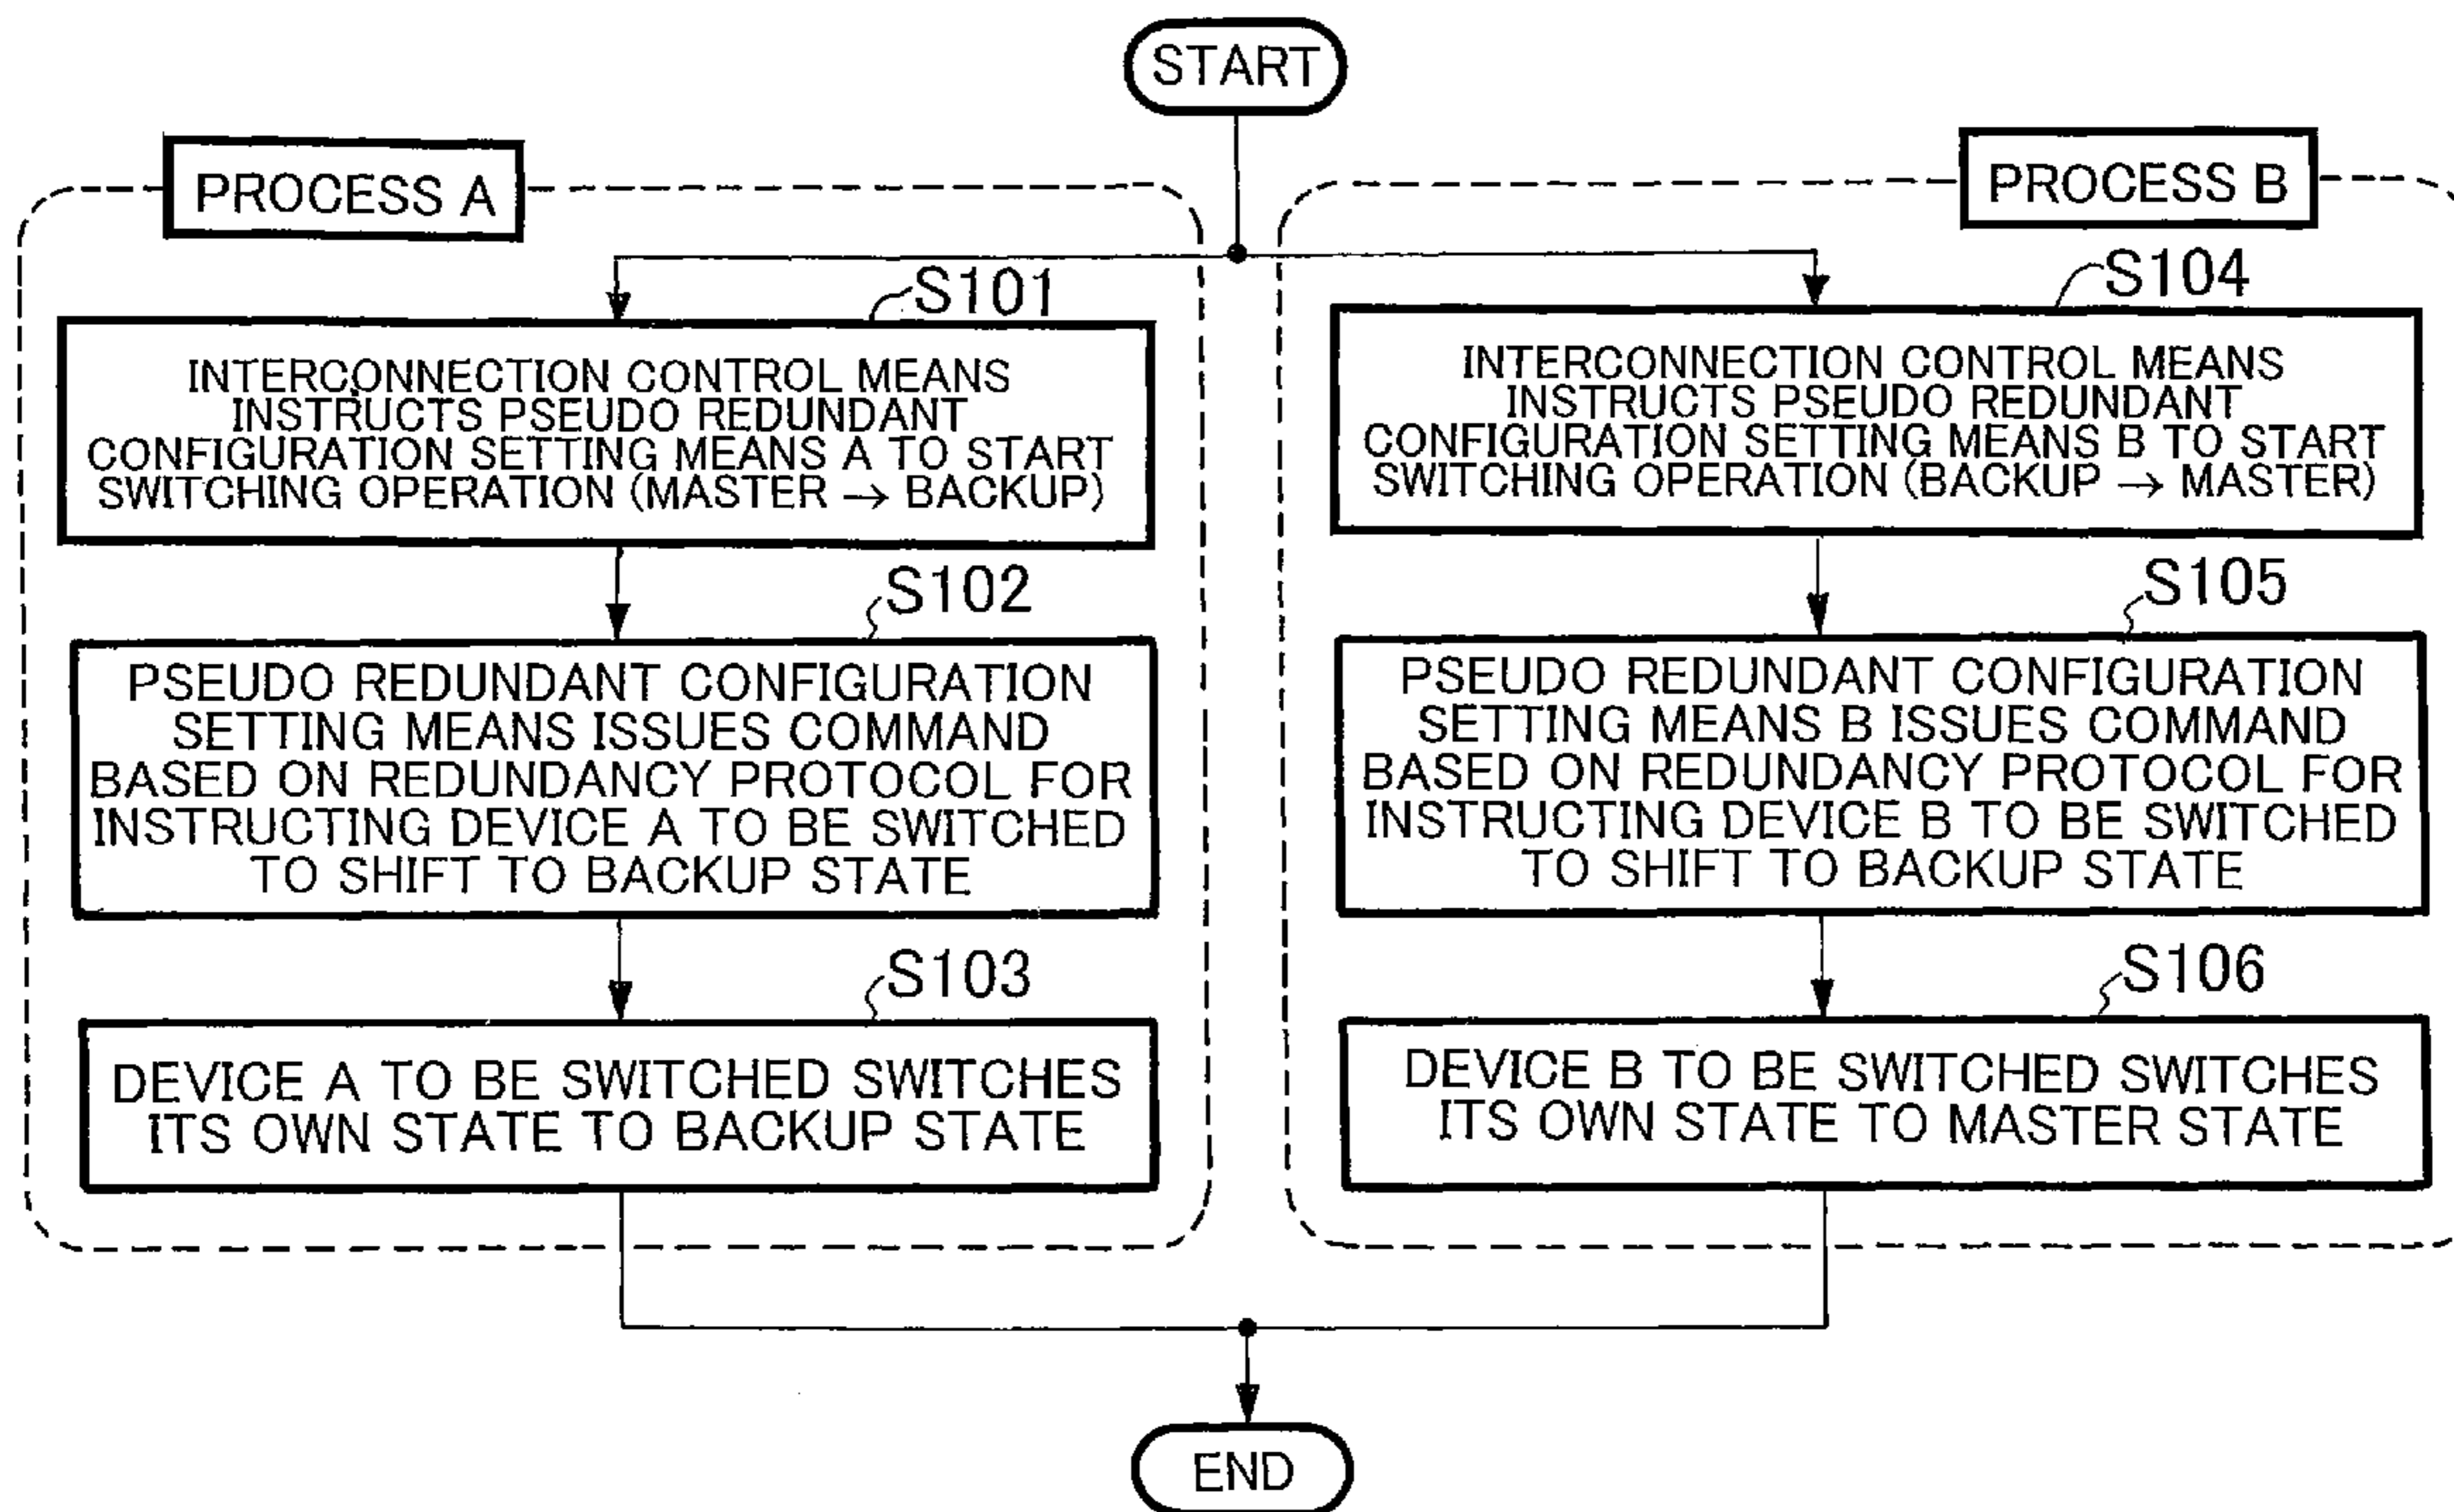 START
PROCESS A
S101
INTERCONNECTION CONTROL MEANS
INSTRUCTS PSEUDO REDUNDANT
CONFIGURATION SETTING MEANS A TO START
SWITCHING OPERATION (MASTER → BACKUP)
S102
PSEUDO REDUNDANT CONFIGURATION
SETTING MEANS ISSUES COMMAND
BASED ON REDUNDANCY PROTOCOL FOR
INSTRUCTING DEVICE A TO BE SWITCHED
TO SHIFT TO BACKUP STATE
S103
DEVICE A TO BE SWITCHED SWITCHES
ITS OWN STATE TO BACKUP STATE
PROCESS B
S104
INTERCONNECTION CONTROL MEANS
INSTRUCTS PSEUDO REDUNDANT
CONFIGURATION SETTING MEANS B TO START
SWITCHING OPERATION (BACKUP → MASTER)
S105
PSEUDO REDUNDANT CONFIGURATION
SETTING MEANS B ISSUES COMMAND
BASED ON REDUNDANCY PROTOCOL FOR
INSTRUCTING DEVICE B TO BE SWITCHED
TO SHIFT TO BACKUP STATE
S106
DEVICE B TO BE SWITCHED SWITCHES
ITS OWN STATE TO MASTER STATE
END